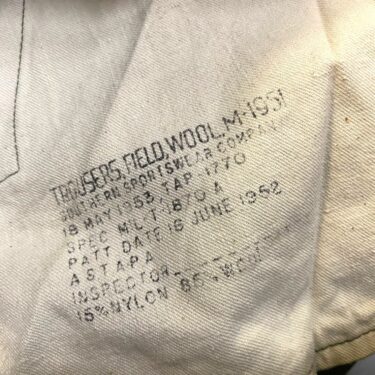 TROUSERS, FIELD, WOOL, M-1951
SOUTHERN SPORTSWEAR COMPANY
18 MAY 1953, TAP-1770
SPEC MIL-T-1870 A
PATT DATE 16 JUNE 1952
ASTAPA
INSPECTOR
15% NYLON 85% WOOL